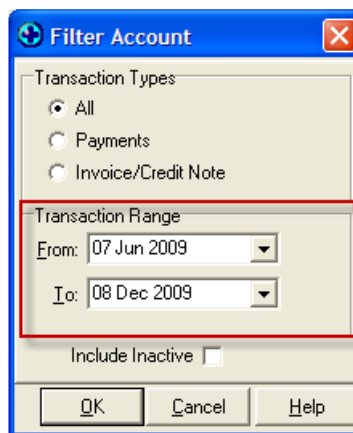 Filter Account
Transaction Types
All
Payments
Invoice/Credit Note
Transaction Range
From: 07 Jun 2009
To: 08 Dec 2009
Include Inactive
OK Cancel Help